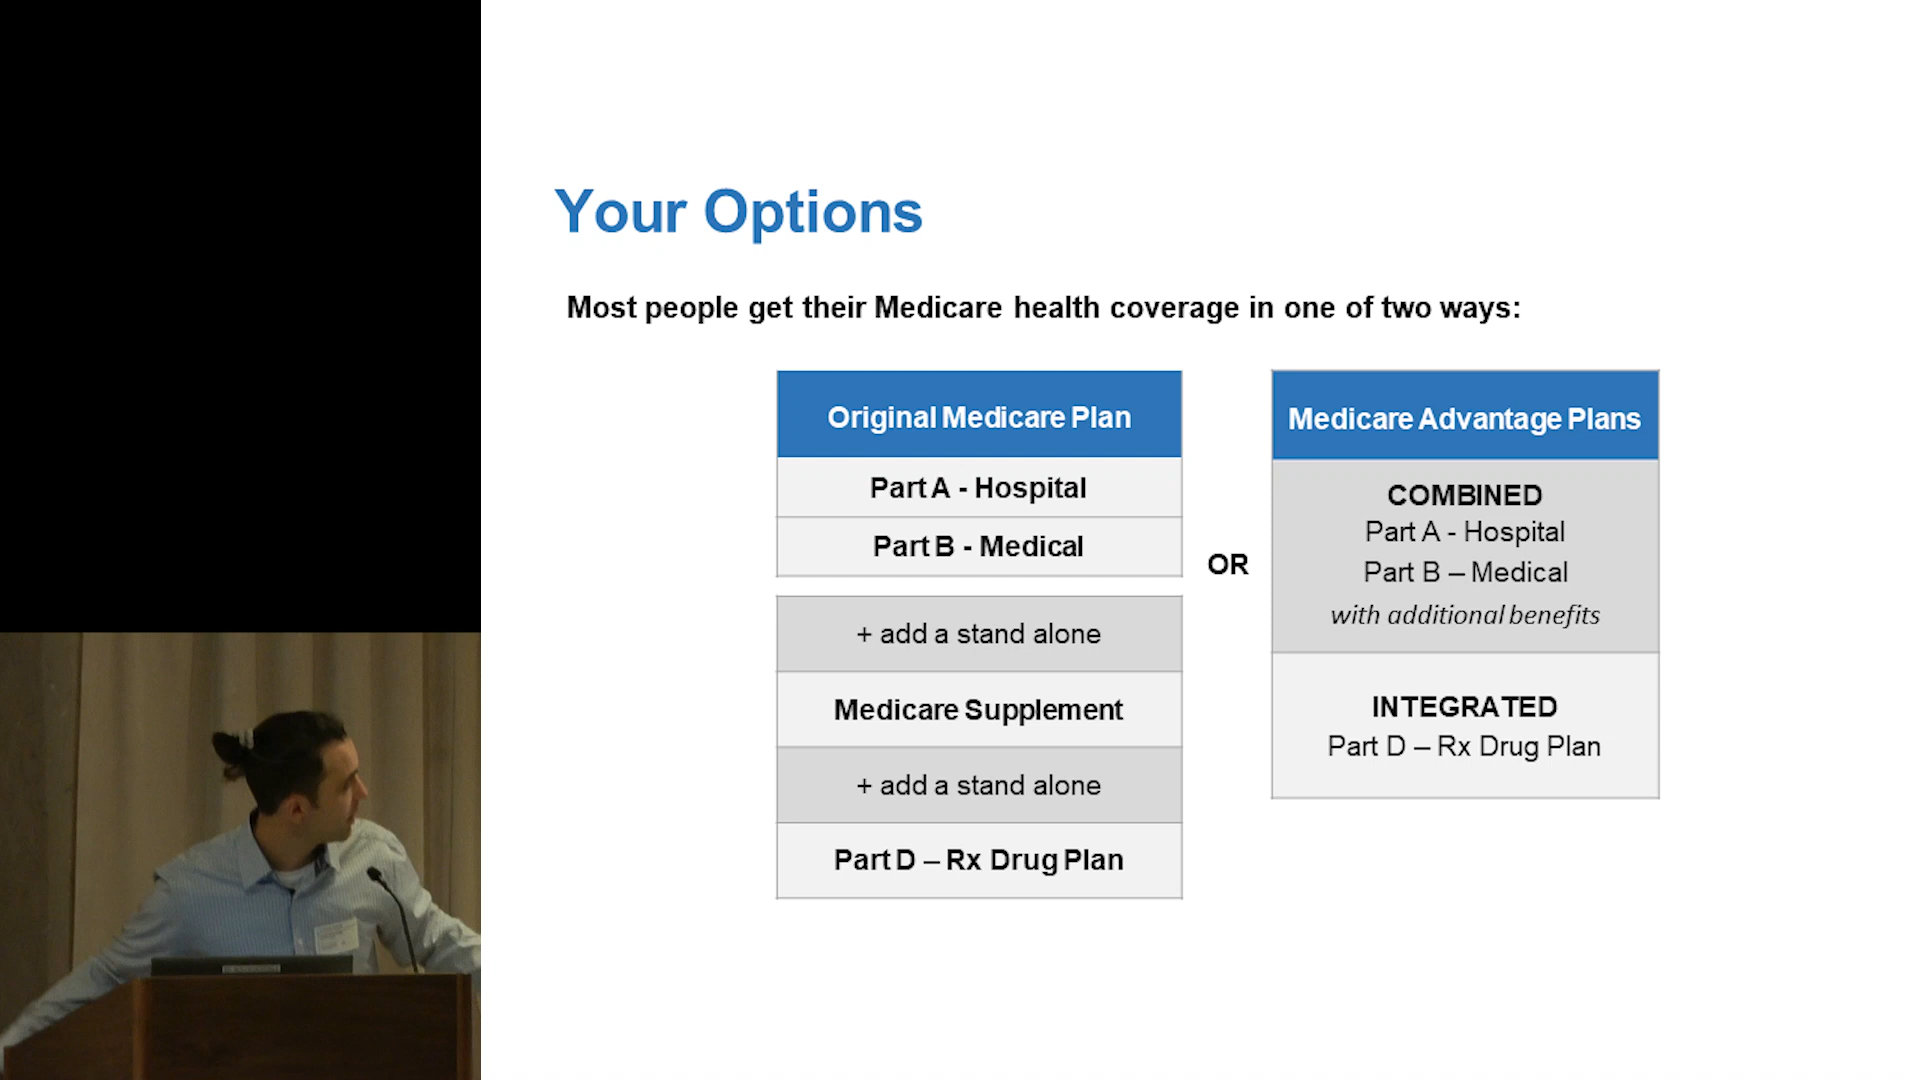 Your Options
Most people get their Medicare health coverage in one of two ways:
Original Medicare Plan
Part A - Hospital
Part B - Medical
+ add a stand alone
Medicare Supplement
+ add a stand alone
Part D – Rx Drug Plan
OR
Medicare Advantage Plans
COMBINED
Part A - Hospital
Part B – Medical
with additional benefits
INTEGRATED
Part D – Rx Drug Plan